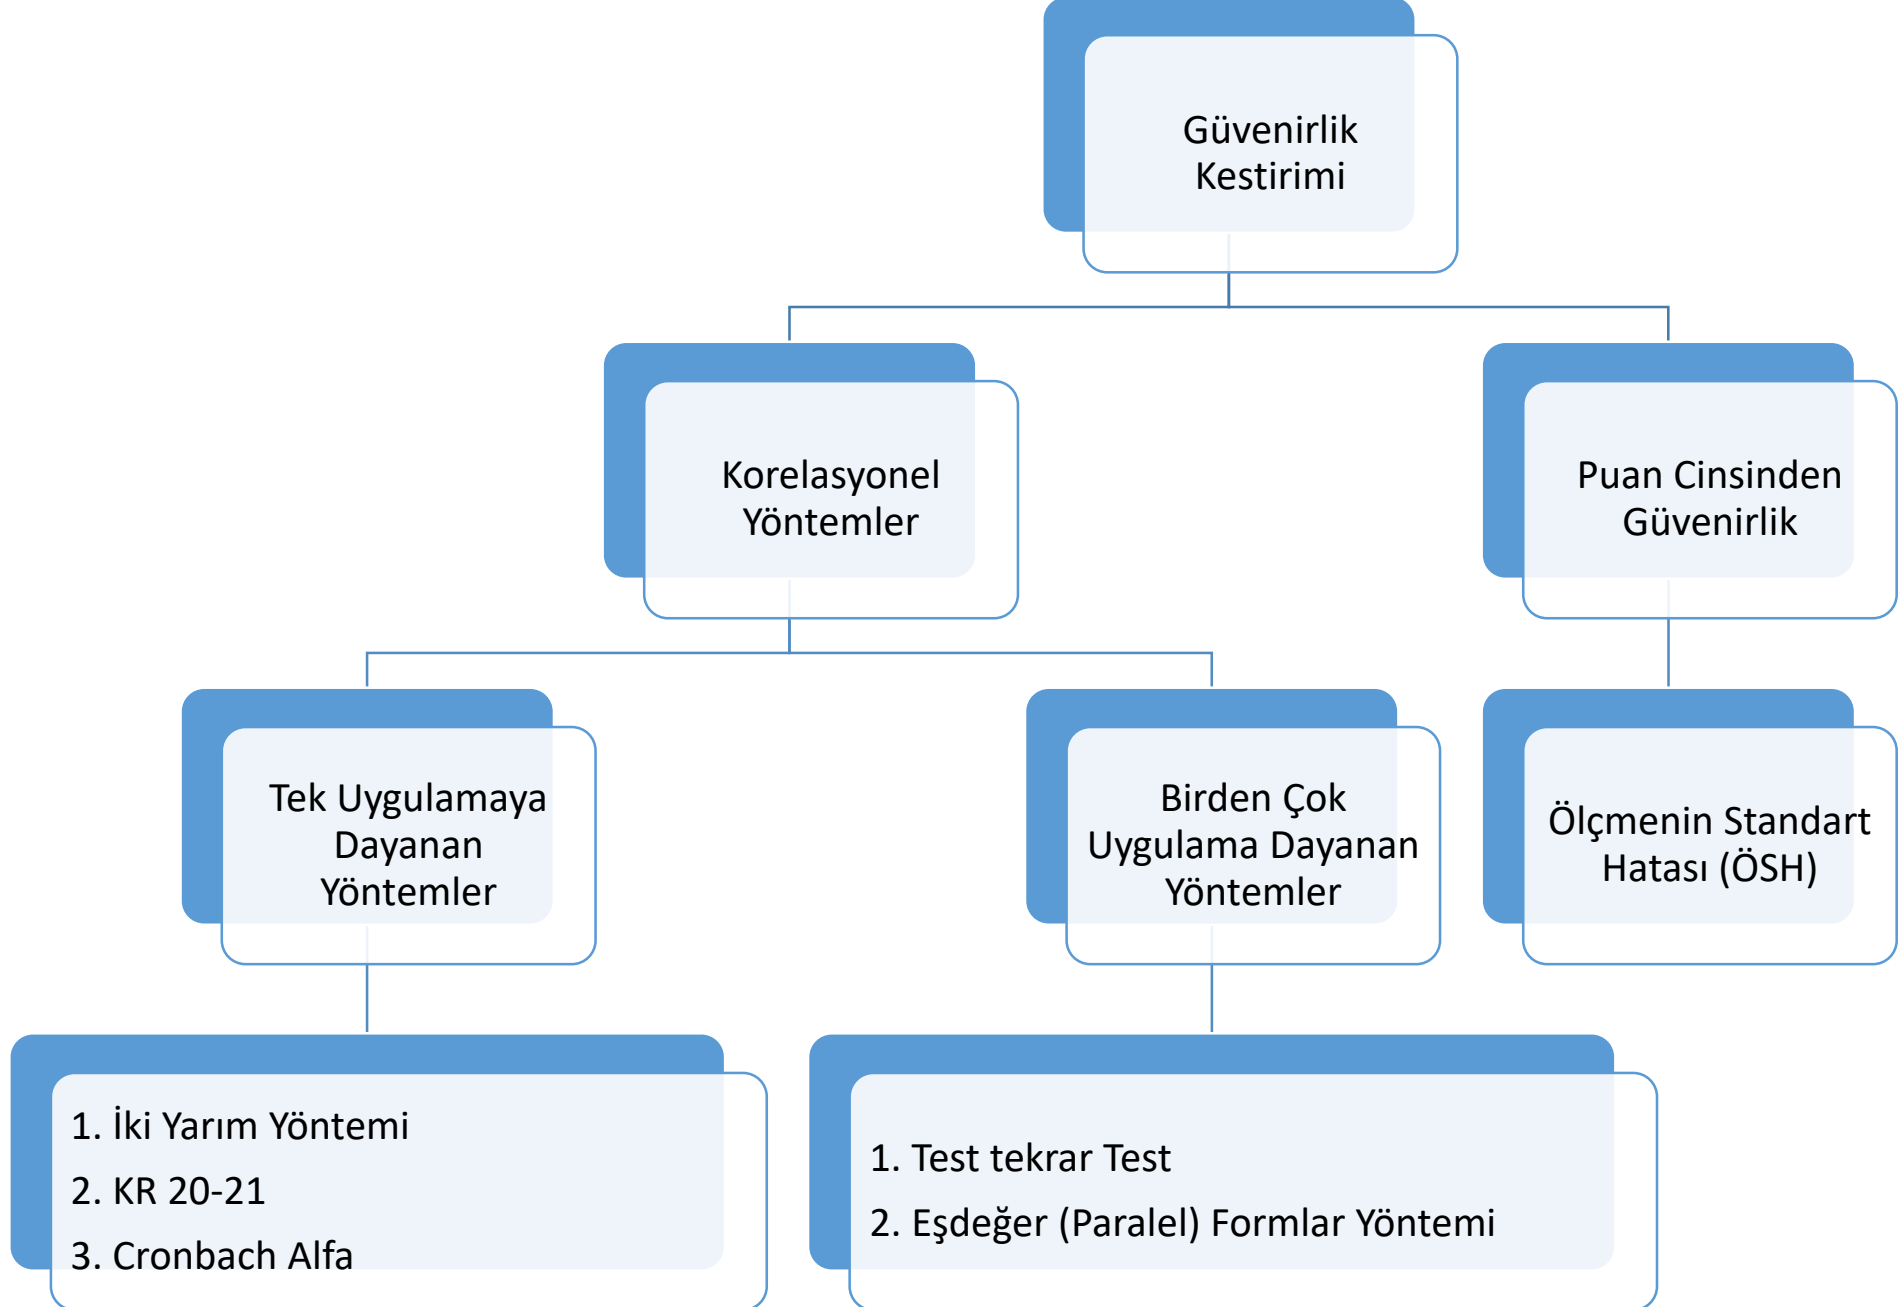 Güvenirlik
Kestirimi
Korelasyonel
Yöntemler
Puan Cinsinden
Güvenirlik
Tek Uygulamaya
Dayanan
Yöntemler
Birden Çok
Uygulama Dayanan
Yöntemler
Ölçmenin Standart
Hatası (ÖSH)
1. İki Yarım Yöntemi
2. KR 20-21
3. Cronbach Alfa
1. Test tekrar Test
2. Eşdeğer (Paralel) Formlar Yöntemi